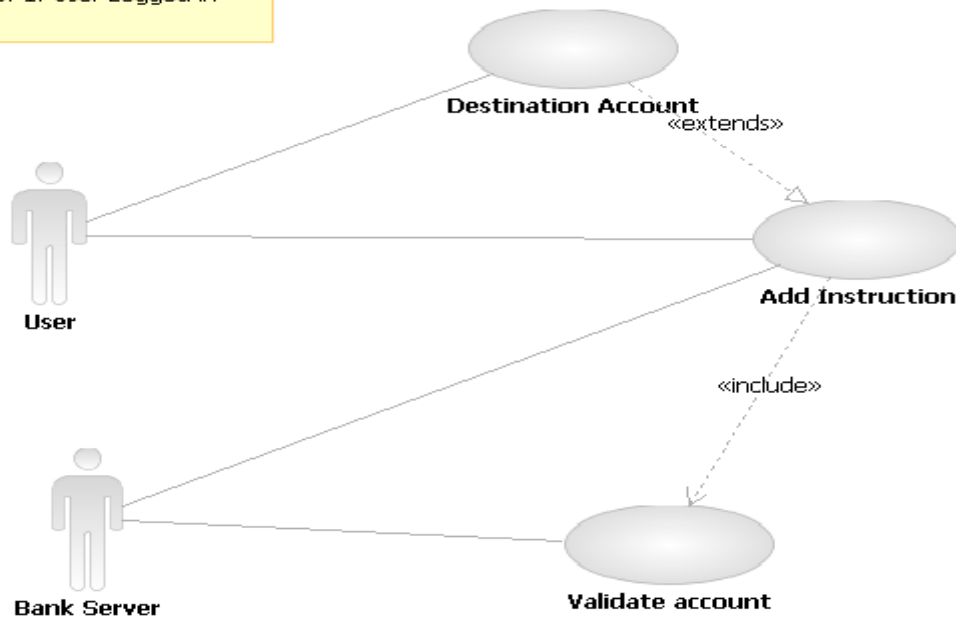 Destination Account
«extends»
User
Add Instruction
«include»
Bank Server
Validate account